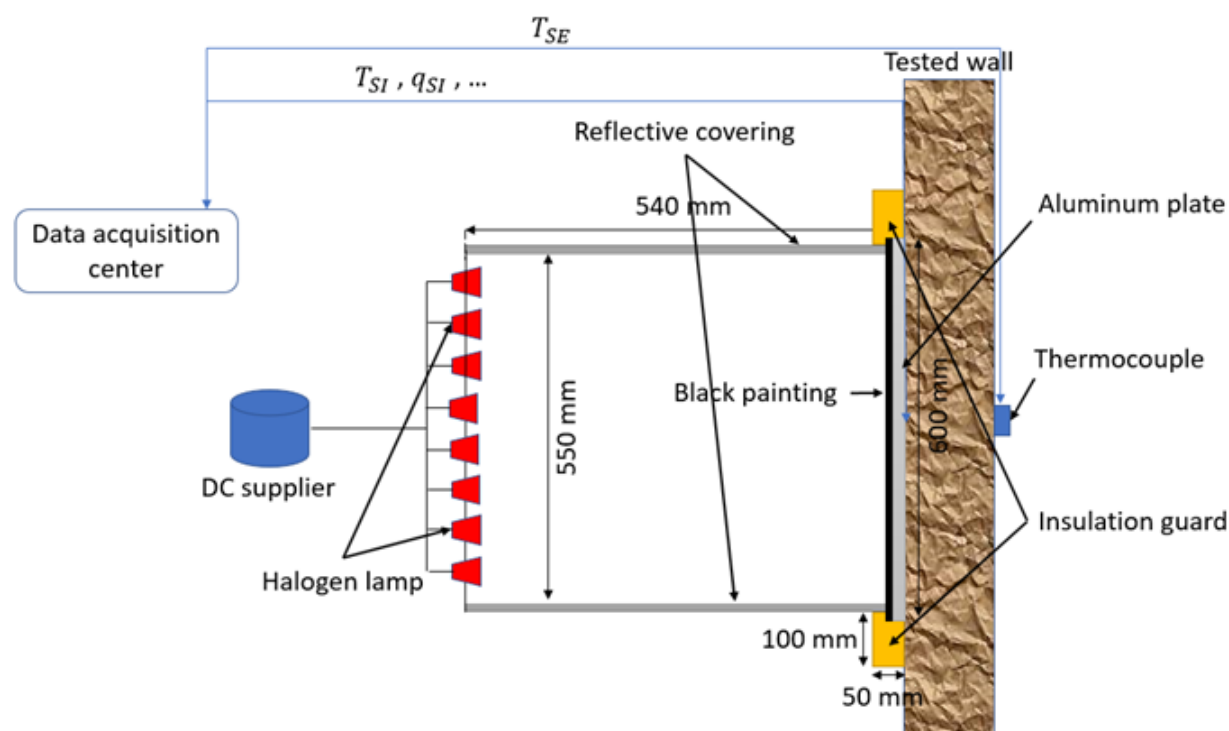 T_SE
Tested wall
T_SI , q_SI , ...
Reflective covering
Aluminum plate
540 mm
Data acquisition
center
Thermocouple
Black painting
600 mm
550 mm
DC supplier
Insulation guard
Halogen lamp
100 mm
50 mm